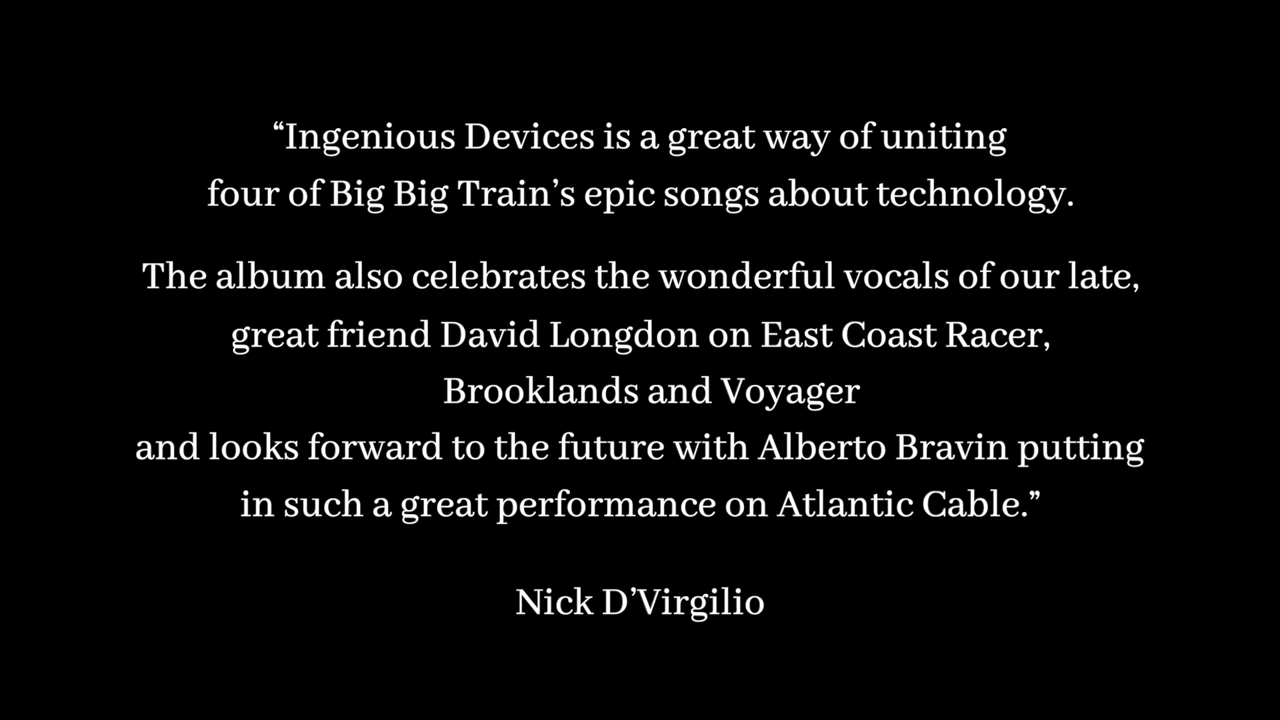 “Ingenious Devices is a great way of uniting
four of Big Big Train’s epic songs about technology.
The album also celebrates the wonderful vocals of our late,
great friend David Longdon on East Coast Racer,
Brooklands and Voyager
and looks forward to the future with Alberto Bravin putting
in such a great performance on Atlantic Cable.”
Nick D’Virgilio